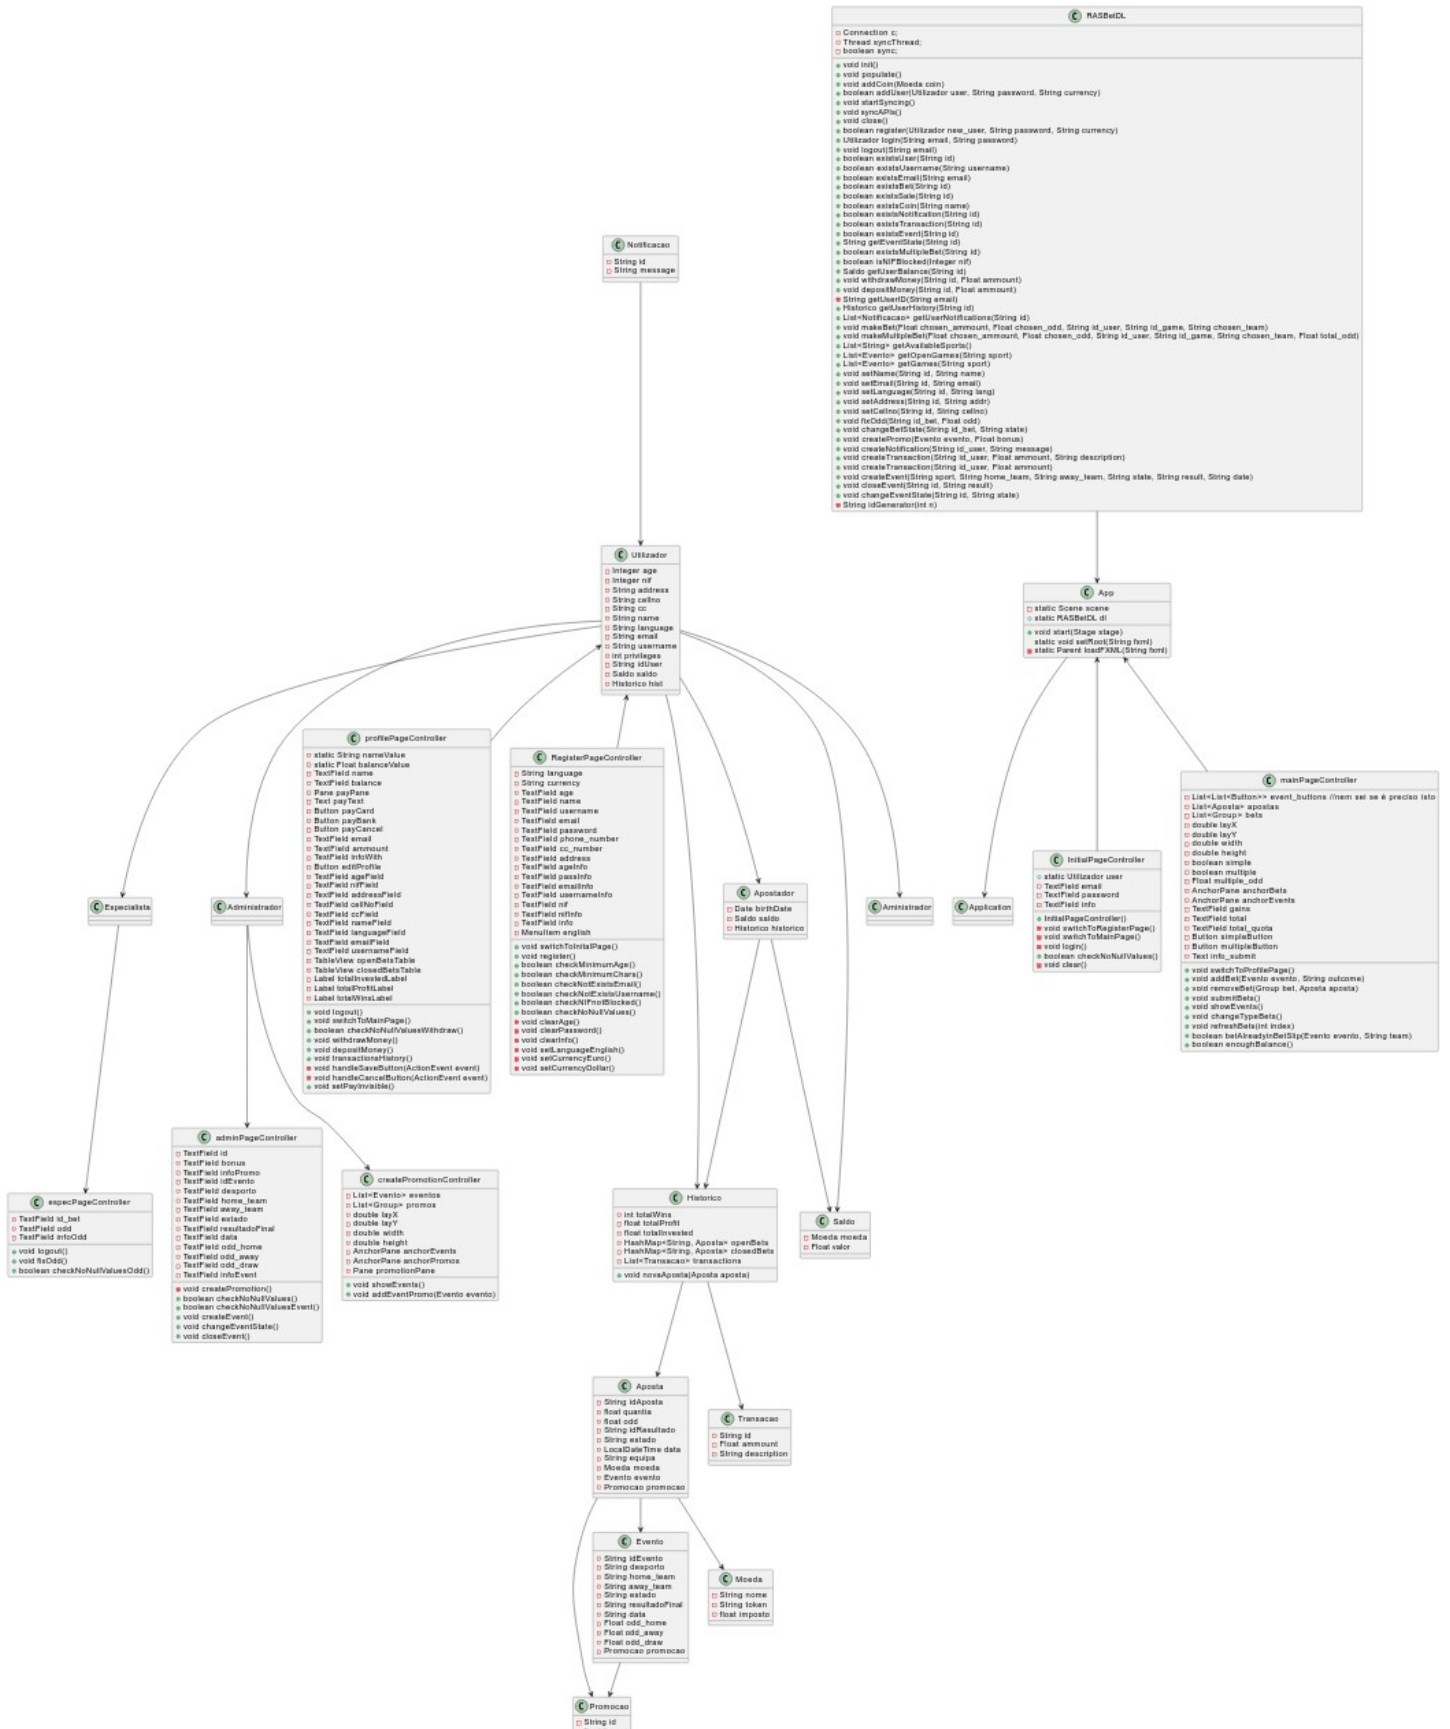 RASBetDL
Connection c;
Thread syncThread;
boolean sync;
void init()
void populate()
void addCoin(Moeda coin)
boolean addUser(Utilizador user, String password, String currency)
void startSyncing()
void syncAPIs()
void close()
boolean register(Utilizador new_user, String password, String currency)
Utilizador login(String email, String password)
void logout(String email)
boolean existsUser(String id)
boolean existsUsername(String username)
boolean existsEmail(String email)
boolean existsBet(String id)
boolean existsSale(String id)
boolean existsCoin(String name)
boolean existsNotification(String id)
boolean existsTransaction(String id)
boolean existsEvent(String id)
String getEventState(String id)
boolean existsMultipleBet(String id)
boolean isNIFBlocked(Integer nif)
Saldo getUserBalance(String id)
void withdrawMoney(String id, Float ammount)
void depositMoney(String id, Float ammount)
String getUserID(String email)
Historico getUserHistory(String id)
List<Notificacao> getUserNotifications(String id)
void makeBet(Float chosen_ammount, Float chosen_odd, String id_user, String id_game, String chosen_team)
void makeMultipleBet(Float chosen_ammount, Float chosen_odd, String id_user, String id_game, String chosen_team, Float total_odd)
List<String> getAvailableSports()
List<Evento> getOpenGames(String sport)
List<Evento> getGames(String sport)
void setName(String id, String name)
void setEmail(String id, String email)
void setLanguage(String id, String lang)
void setAddress(String id, String addr)
void setCellno(String id, String cellno)
void fixOdd(String id_bet, Float odd)
void changeBetState(String id_bet, String state)
void createPromo(Evento evento, Float bonus)
void createNotification(String id_user, String message)
void createTransaction(String id_user, Float ammount, String description)
void createTransaction(String id_user, Float ammount)
void createEvent(String sport, String home_team, String away_team, String state, String result, String date)
void closeEvent(String id, String result)
void changeEventState(String id, String state)
String idGenerator(int n)
Notificacao
String id
String message
Utilizador
Integer age
Integer nif
String address
String cellno
String cc
String name
String language
String email
String username
int privileges
String idUser
Saldo saldo
Historico hist
App
static Scene scene
static RASBetDL dl
void start(Stage stage)
static void setRoot(String fxml)
static Parent loadFXML(String fxml)
profilePageController
static String nameValue
static Float balanceValue
TextField name
TextField balance
Pane payPane
Text payText
Button payCard
Button payBank
Button payCancel
TextField email
TextField ammount
TextField infoWith
Button editProfile
TextField ageField
TextField nifField
TextField addressField
TextField cellNoField
TextField ccField
TextField nameField
TextField languageField
TextField emailField
TextField usernameField
TableView openBetsTable
TableView closedBetsTable
Label totalInvestedLabel
Label totalProfitLabel
Label totalWinsLabel
void logout()
void switchToMainPage()
boolean checkNoNullValuesWithdraw()
void withdrawMoney()
void depositMoney()
void transactionsHistory()
void handleSaveButton(ActionEvent event)
void handleCancelButton(ActionEvent event)
void setPayInvisible()
RegisterPageController
String language
String currency
TextField age
TextField name
TextField username
TextField email
TextField password
TextField phone_number
TextField cc_number
TextField address
TextField ageInfo
TextField passInfo
TextField emailInfo
TextField usernameInfo
TextField nif
TextField nifInfo
TextField info
MenuItem english
void switchToInitalPage()
void register()
boolean checkMinimumAge()
boolean checkMinimumChars()
boolean checkNotExistsEmail()
boolean checkNotExistsUsername()
boolean checkNIFnotBlocked()
boolean checkNoNullValues()
void clearAge()
void clearPassword()
void clearInfo()
void setLanguageEnglish()
void setCurrencyEuro()
void setCurrencyDollar()
mainPageController
List<List<Button>> event_buttons //nem sei se é preciso isto
List<Aposta> apostas
List<Group> bets
double layX
double layY
double width
double height
boolean simple
boolean multiple
Float multiple_odd
AnchorPane anchorBets
AnchorPane anchorEvents
TextField gains
TextField total
TextField total_quota
Button simpleButton
Button multipleButton
Text info_submit
void switchToProfilePage()
void addBet(Evento evento, String outcome)
void removeBet(Group bet, Aposta aposta)
void submitBets()
void showEvents()
void changeTypeBets()
void refreshBets(int index)
boolean betAlreadyinBetSlip(Evento evento, String team)
boolean enoughBalance()
InitialPageController
static Utilizador user
TextField email
TextField password
TextField info
InitialPageController()
void switchToRegisterPage()
void switchToMainPage()
void login()
boolean checkNoNullValues()
void clear()
Especialista
Administrador
Apostador
Date birthDate
Saldo saldo
Historico historico
Aministrador
Application
adminPageController
TextField id
TextField bonus
TextField infoPromo
TextField idEvento
TextField desporto
TextField home_team
TextField away_team
TextField estado
TextField resultadoFinal
TextField data
TextField odd_home
TextField odd_away
TextField odd_draw
TextField infoEvent
void createPromotion()
boolean checkNoNullValues()
boolean checkNoNullValuesEvent()
void createEvent()
void changeEventState()
void closeEvent()
createPromotionController
List<Evento> eventos
List<Group> promos
double layX
double layY
double width
double height
AnchorPane anchorEvents
AnchorPane anchorPromos
Pane promotionPane
void showEvents()
void addEventPromo(Evento evento)
especPageController
TextField id_bet
TextField odd
TextField infoOdd
void logout()
void fixOdd()
boolean checkNoNullValuesOdd()
Historico
int totalWins
float totalProfit
float totalInvested
HashMap<String, Aposta> openBets
HashMap<String, Aposta> closedBets
List<Transacao> transactions
void novaAposta(Aposta aposta)
Saldo
Moeda moeda
Float valor
Aposta
String idAposta
float quantia
float odd
String idResultado
String estado
LocalDateTime data
String equipa
Moeda moeda
Evento evento
Promocao promocao
Transacao
String id
Float ammount
String description
Evento
String idEvento
String desporto
String home_team
String away_team
String estado
String resultadoFinal
String data
Float odd_home
Float odd_away
Float odd_draw
Promocao promocao
Moeda
String nome
String token
float imposto
Promocao
String id